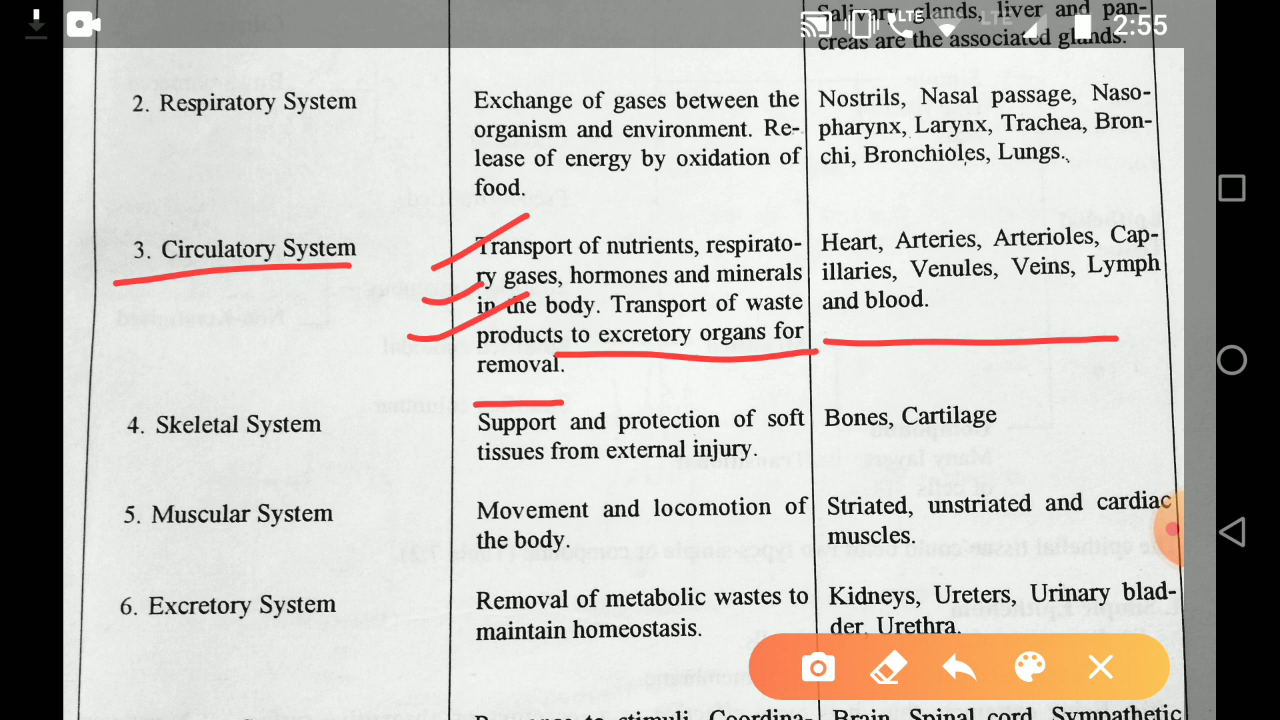 LTE LTE 2:55
Salivary glands, liver and pan-
creas are the associated glands.
2. Respiratory System
Exchange of gases between the
organism and environment. Re-
lease of energy by oxidation of
food.
Nostrils, Nasal passage, Naso-
pharynx, Larynx, Trachea, Bron-
chi, Bronchioles, Lungs.
3. Circulatory System
Transport of nutrients, respirato-
ry gases, hormones and minerals
in the body. Transport of waste
products to excretory organs for
removal.
Heart, Arteries, Arterioles, Cap-
illaries, Venules, Veins, Lymph
and blood.
4. Skeletal System
Support and protection of soft
tissues from external injury.
Bones, Cartilage
5. Muscular System
Movement and locomotion of
the body.
Striated, unstriated and cardiac
muscles.
6. Excretory System
Removal of metabolic wastes to
maintain homeostasis.
Kidneys, Ureters, Urinary blad-
der, Urethra.
to stimuli. Coordina-
Brain, Spinal cord, Sympathetic